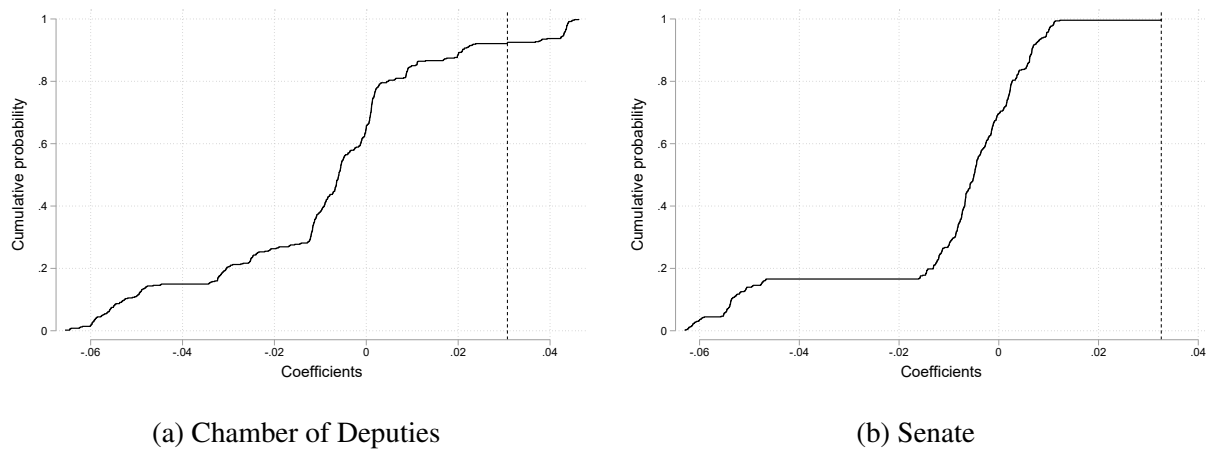 1
.8
.6
.4
.2
0
Cumulative probability
-.06 -.04 -.02 0 .02 .04
Coefficients
(a) Chamber of Deputies
1
.8
.6
.4
.2
0
Cumulative probability
-.06 -.04 -.02 0 .02 .04
Coefficients
(b) Senate